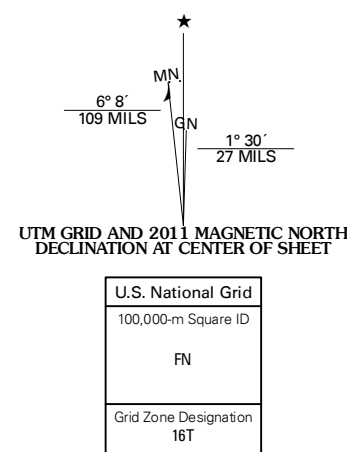 ★
MN.
6° 8´
109 MILS
GN
1° 30´
27 MILS
UTM GRID AND 2011 MAGNETIC NORTH
DECLINATION AT CENTER OF SHEET
U.S. National Grid
100,000-m Square ID
FN
Grid Zone Designation
16T